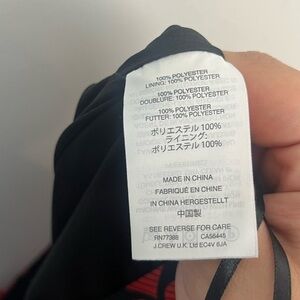 100% POLYESTER
LINING: 100% POLYESTER
100% POLYESTER
DOUBLURE: 100% POLYESTER
100% POLYESTER
FUTTER: 100% POLYESTER
ポリエステル 100%
ライニング:
ポリエステル 100%
MADE IN CHINA
FABRIQUÉ EN CHINE
IN CHINA HERGESTELLT
中国製
SEE REVERSE FOR CARE
RN77388 CA56445
J.CREW U.K. Ltd EC4V 6JA